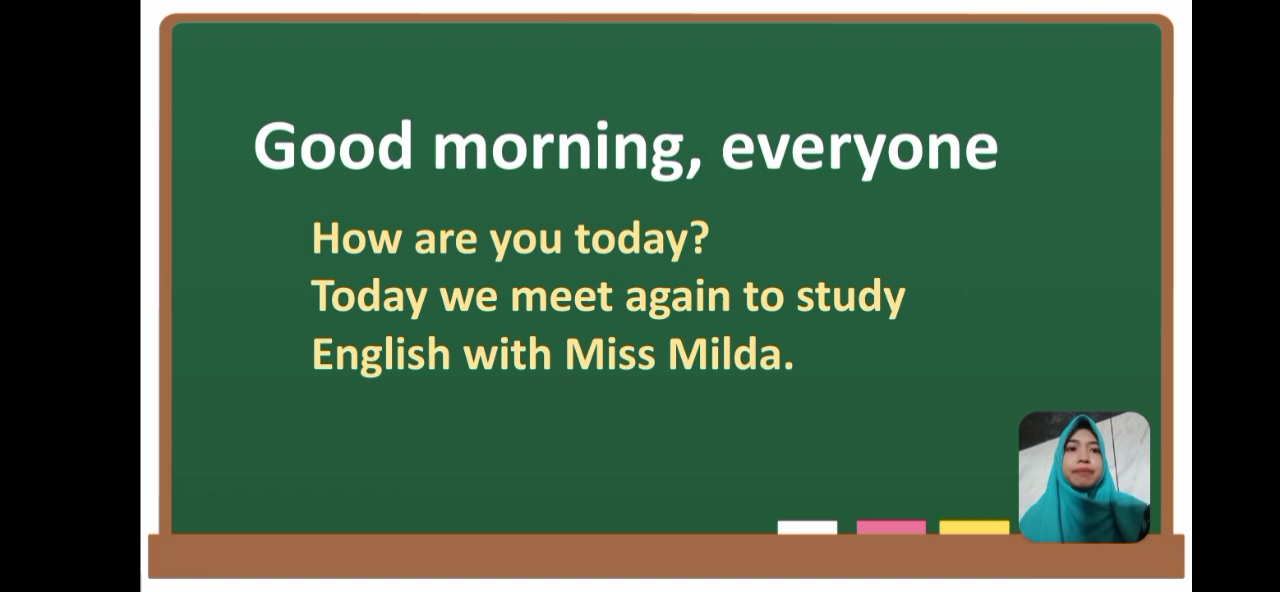 Good morning, everyone
How are you today?
Today we meet again to study
English with Miss Milda.